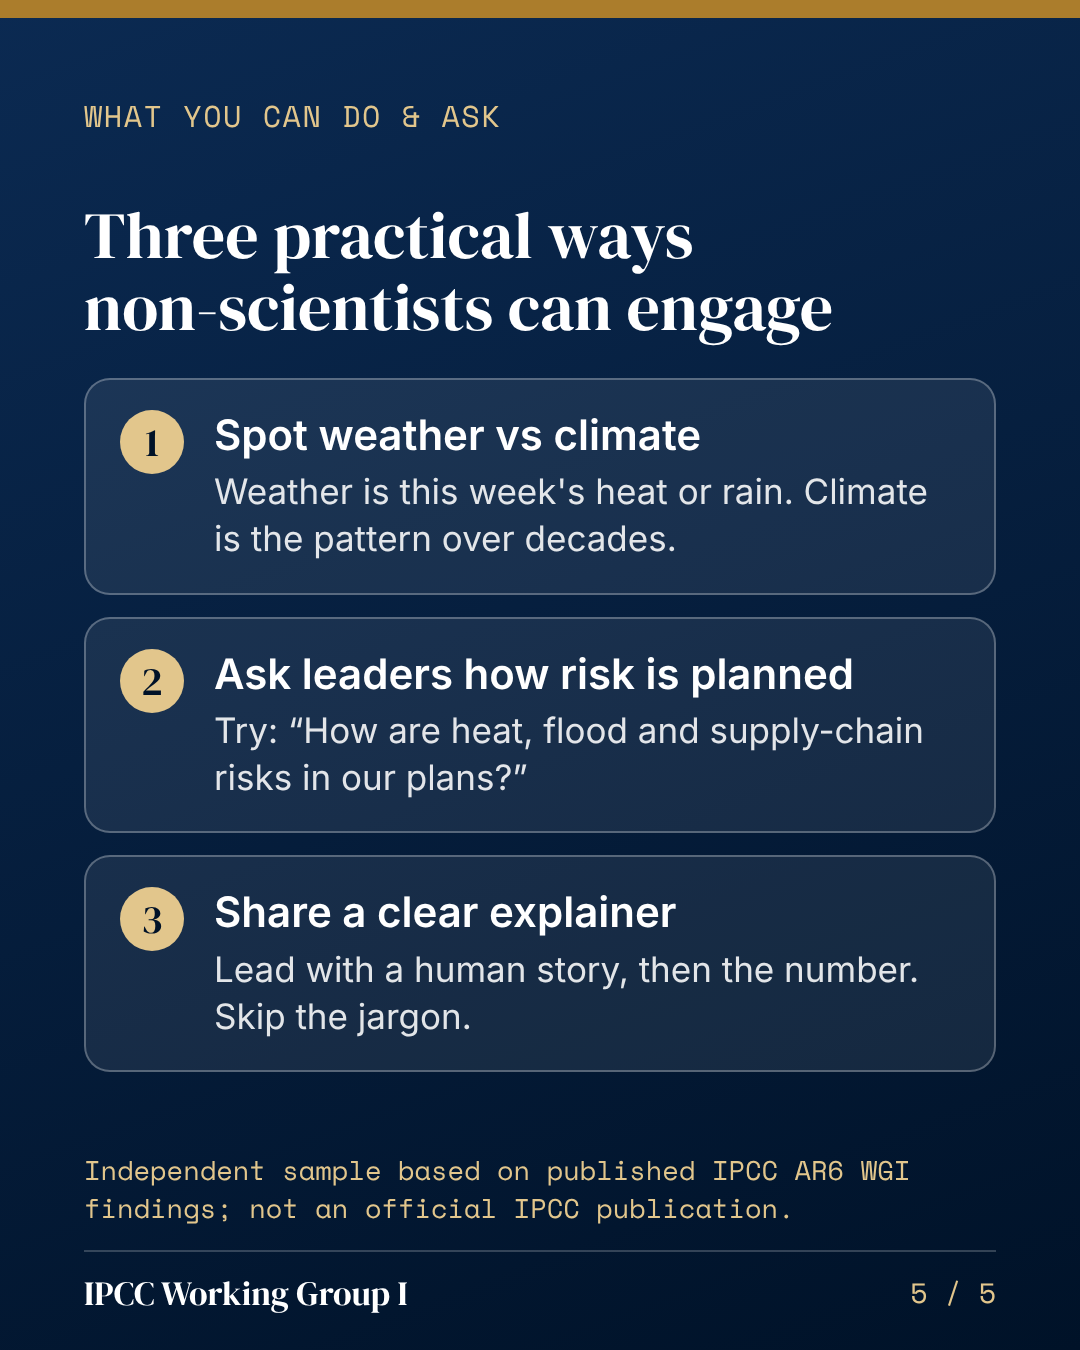 WHAT YOU CAN DO & ASK
Three practical ways
non-scientists can engage
1
Spot weather vs climate
Weather is this week's heat or rain. Climate
is the pattern over decades.
2
Ask leaders how risk is planned
Try: “How are heat, flood and supply-chain
risks in our plans?”
3
Share a clear explainer
Lead with a human story, then the number.
Skip the jargon.
Independent sample based on published IPCC AR6 WGI
findings; not an official IPCC publication.
IPCC Working Group I
5 / 5